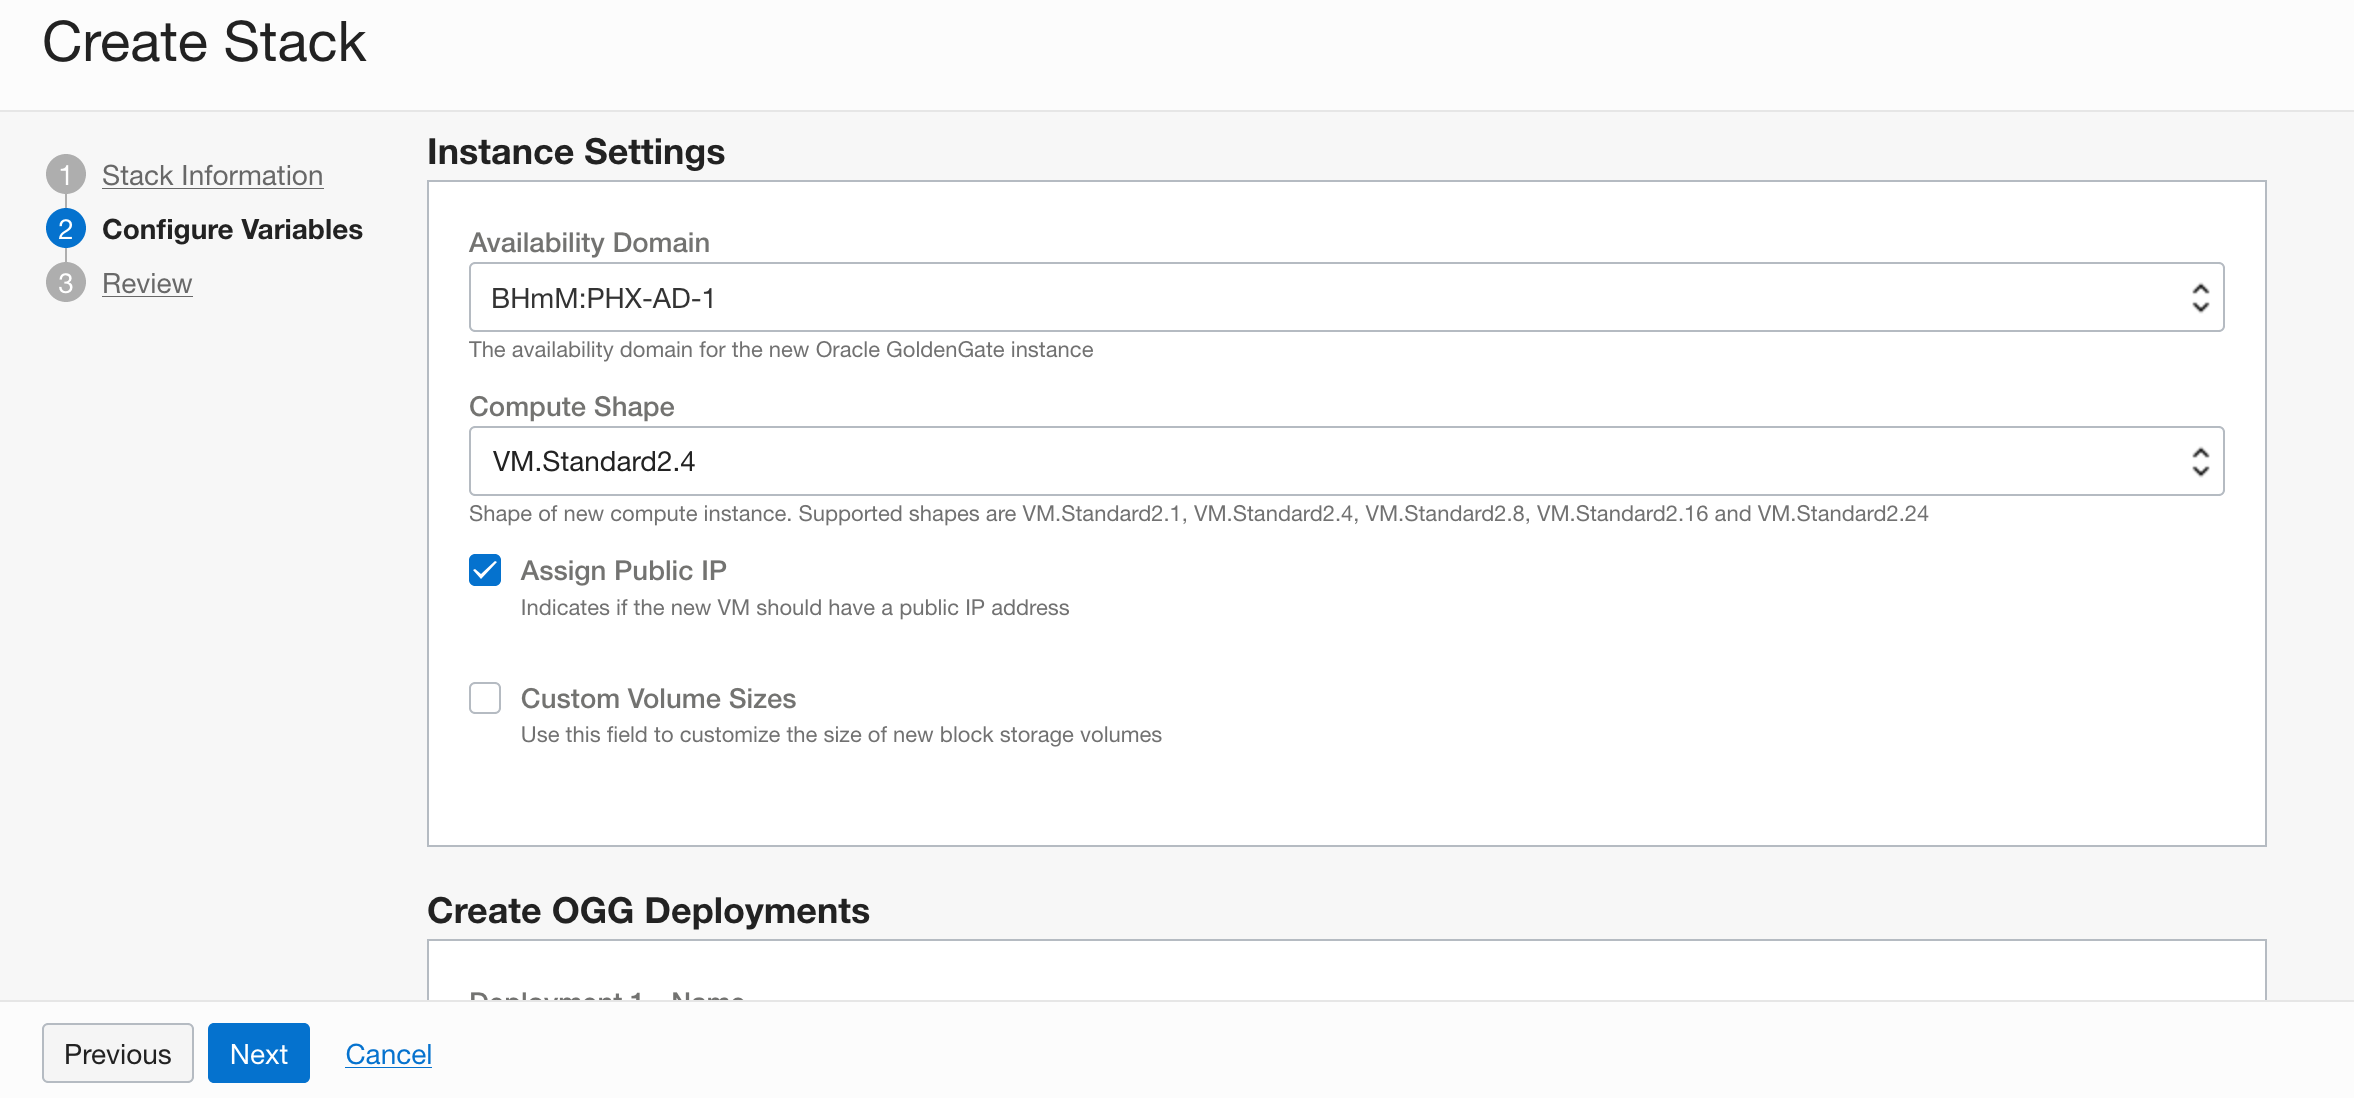 Create Stack
1 Stack Information
2 Configure Variables
3 Review
Instance Settings
Availability Domain
BHmM:PHX-AD-1
The availability domain for the new Oracle GoldenGate instance
Compute Shape
VM.Standard2.4
Shape of new compute instance. Supported shapes are VM.Standard2.1, VM.Standard2.4, VM.Standard2.8, VM.Standard2.16 and VM.Standard2.24
Assign Public IP
Indicates if the new VM should have a public IP address
Custom Volume Sizes
Use this field to customize the size of new block storage volumes
Create OGG Deployments
Deployment 1 - Name
Previous Next Cancel